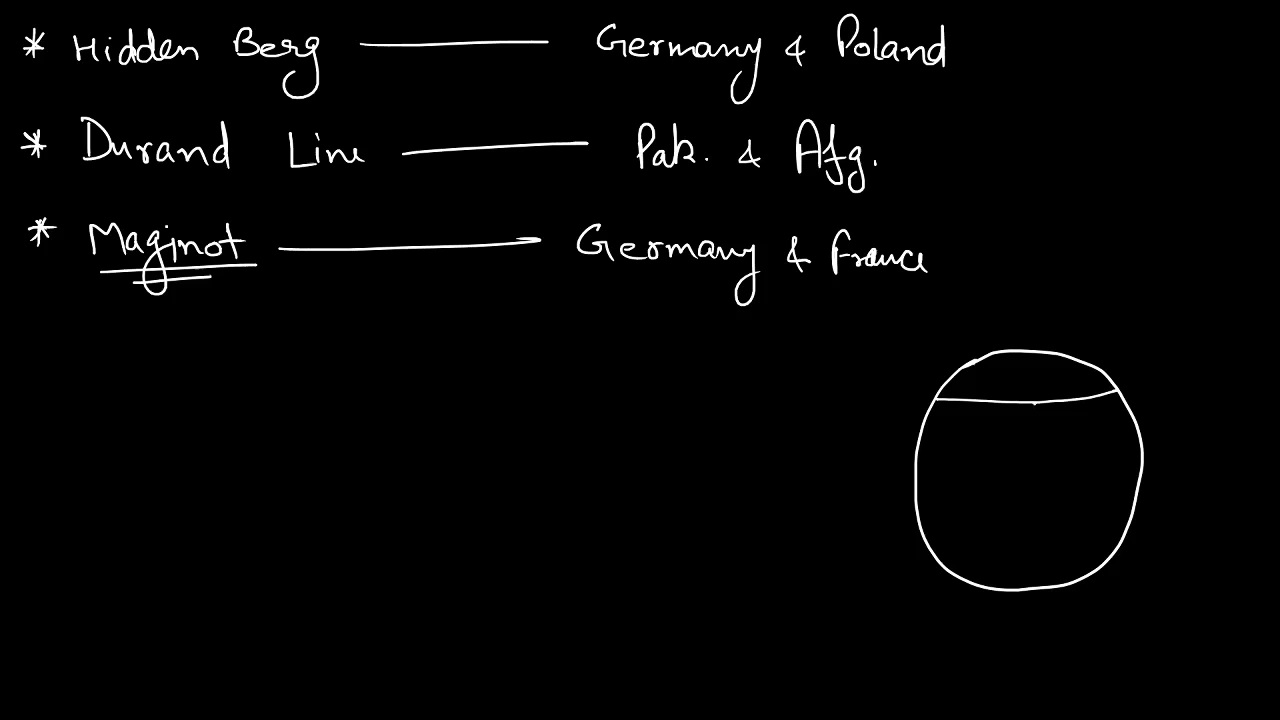 * Hidden Berg — Germany & Poland
* Durand Line — Pak. & Afg.
* Maginot — Germany & France